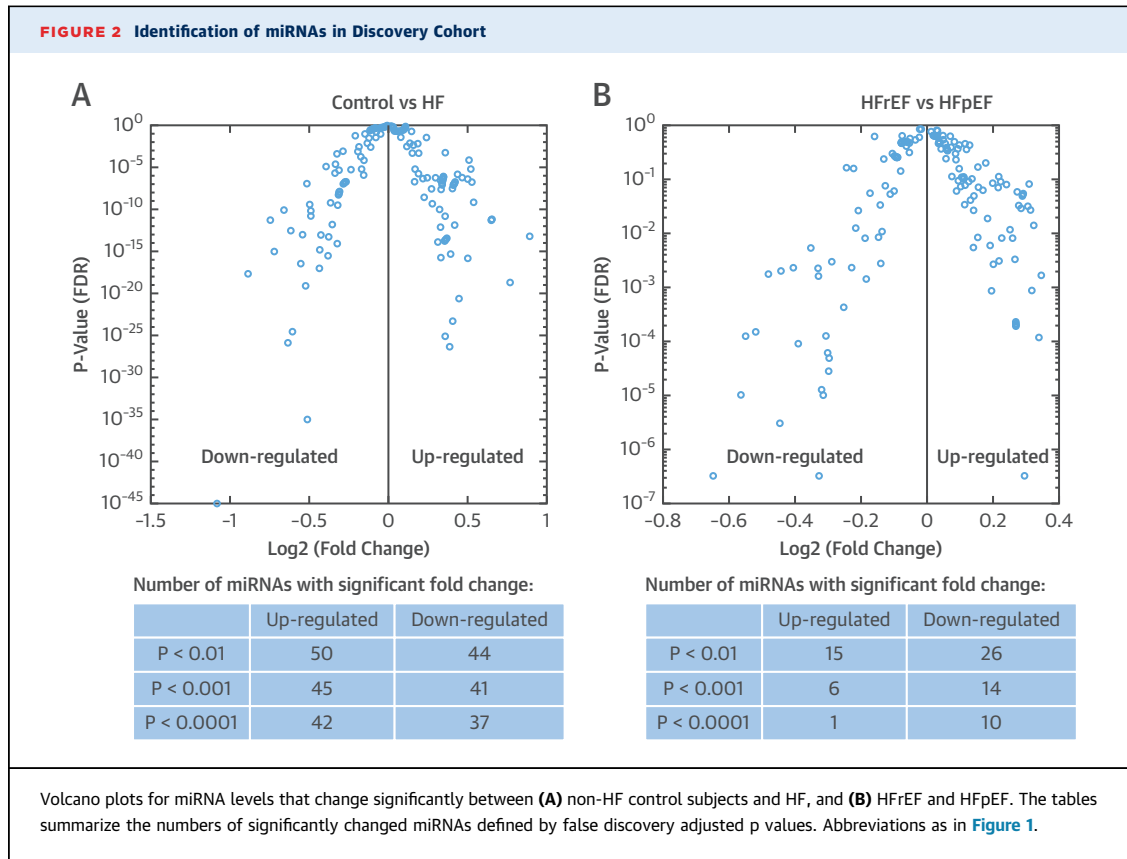 FIGURE 2 Identification of miRNAs in Discovery Cohort
A
Control vs HF
P-Value (FDR)
10^0
10^-5
10^-10
10^-15
10^-20
10^-25
10^-30
10^-35
10^-40
10^-45
Down-regulated
Up-regulated
-1.5 -1 -0.5 0 0.5 1
Log2 (Fold Change)
Number of miRNAs with significant fold change:
Up-regulated Down-regulated
P < 0.01 50 44
P < 0.001 45 41
P < 0.0001 42 37
B
HFrEF vs HFpEF
P-Value (FDR)
10^0
10^-1
10^-2
10^-3
10^-4
10^-5
10^-6
10^-7
Down-regulated
Up-regulated
-0.8 -0.6 -0.4 -0.2 0 0.2 0.4
Log2 (Fold Change)
Number of miRNAs with significant fold change:
Up-regulated Down-regulated
P < 0.01 15 26
P < 0.001 6 14
P < 0.0001 1 10
Volcano plots for miRNA levels that change significantly between (A) non-HF control subjects and HF, and (B) HFrEF and HFpEF. The tables
summarize the numbers of significantly changed miRNAs defined by false discovery adjusted p values. Abbreviations as in Figure 1.